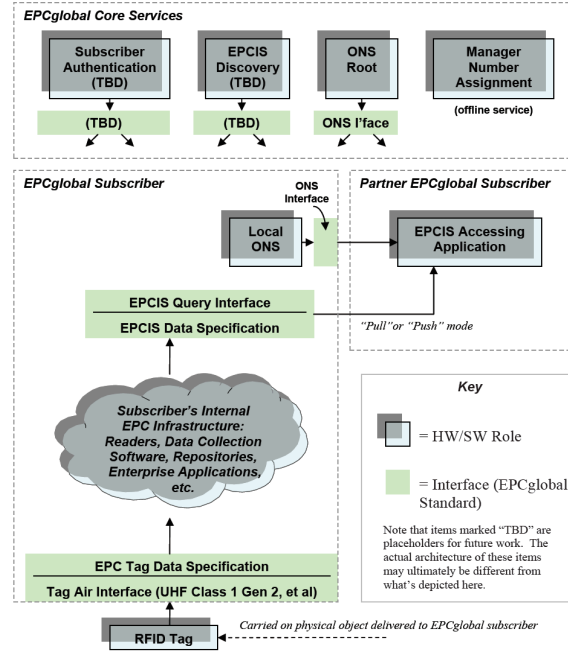 EPCglobal Core Services
Subscriber
Authentication
(TBD)
EPCIS
Discovery
(TBD)
ONS
Root
Manager
Number
Assignment
(TBD)
(TBD)
ONS I'face
(offline service)
EPCglobal Subscriber
ONS
Interface
Partner EPCglobal Subscriber
Local
ONS
EPCIS Accessing
Application
EPCIS Query Interface
EPCIS Data Specification
"Pull"or "Push" mode
Subscriber's Internal
EPC Infrastructure:
Readers, Data Collection
Software, Repositories,
Enterprise Applications,
etc.
Key
= HW/SW Role
= Interface (EPCglobal
Standard)
Note that items marked "TBD" are
placeholders for future work. The
actual architecture of these items
may ultimately be different from
what's depicted here.
EPC Tag Data Specification
Tag Air Interface (UHF Class 1 Gen 2, et al)
RFID Tag
Carried on physical object delivered to EPCglobal subscriber